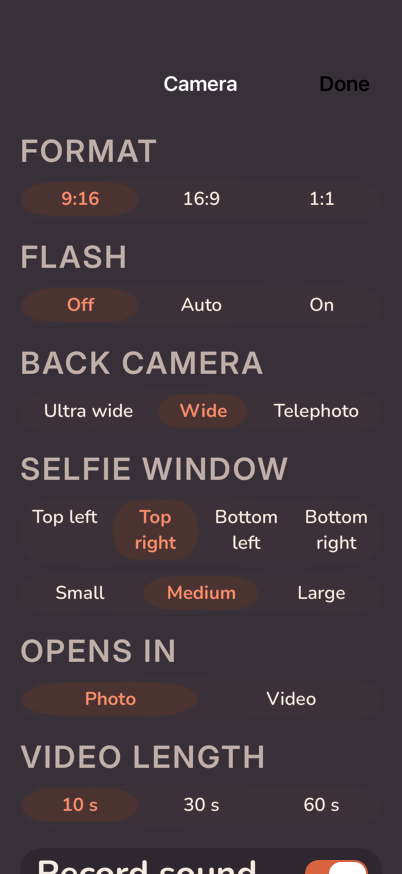 Camera Done
FORMAT
9:16 16:9 1:1
FLASH
Off Auto On
BACK CAMERA
Ultra wide Wide Telephoto
SELFIE WINDOW
Top left Top right Bottom left Bottom right
Small Medium Large
OPENS IN
Photo Video
VIDEO LENGTH
10 s 30 s 60 s
Record sound